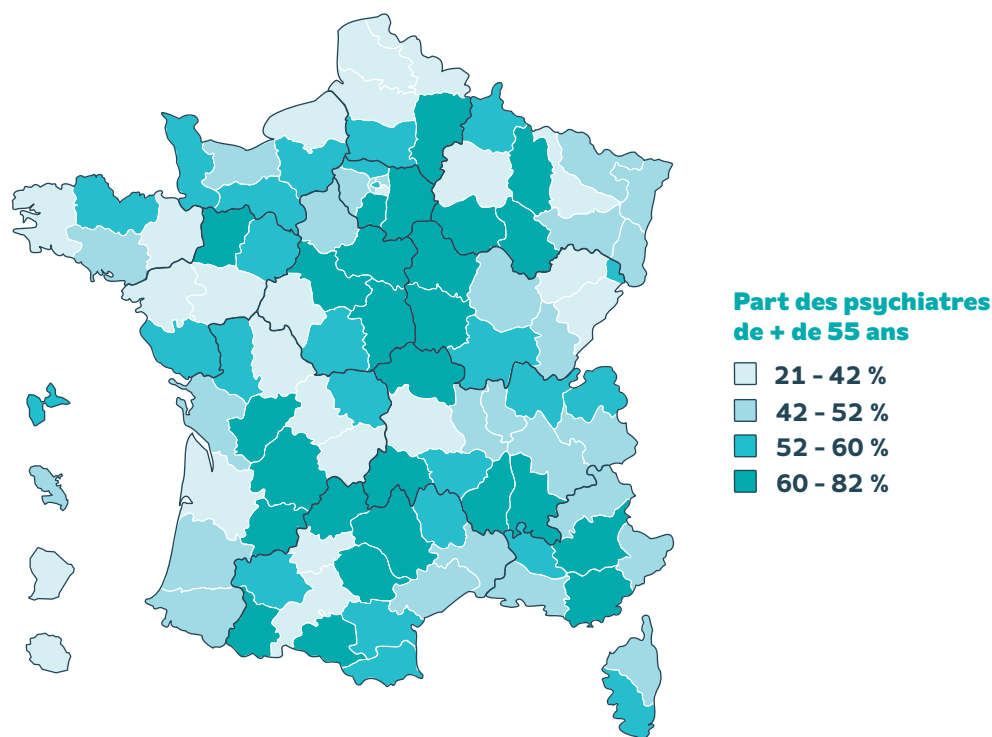 Part des psychiatres
de + de 55 ans
21 - 42 %
42 - 52 %
52 - 60 %
60 - 82 %